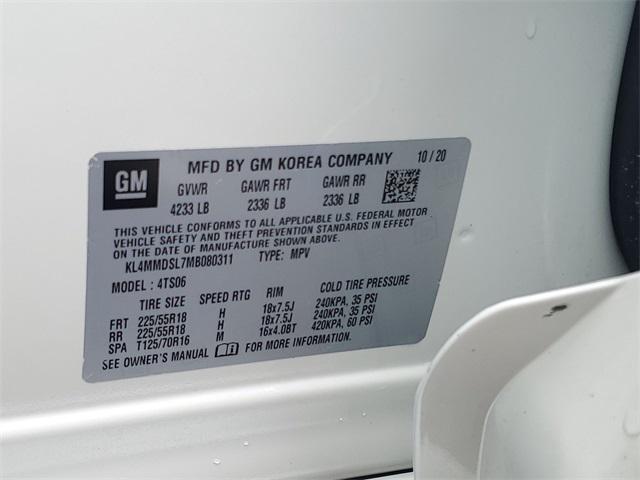 GM
MFD BY GM KOREA COMPANY 10/20
GVWR GAWR FRT GAWR RR
4233 LB 2336 LB 2336 LB
THIS VEHICLE CONFORMS TO ALL APPLICABLE U.S. FEDERAL MOTOR
VEHICLE SAFETY AND THEFT PREVENTION STANDARDS IN EFFECT
ON THE DATE OF MANUFACTURE SHOWN ABOVE.
KL4MMDSL7MB080311 TYPE: MPV
MODEL : 4TS06
TIRE SIZE SPEED RTG RIM COLD TIRE PRESSURE
FRT 225/55R18 H 18x7.5J 240KPA, 35 PSI
RR 225/55R18 H 18x7.5J 240KPA, 35 PSI
SPA T125/70R16 M 16x4.0BT 420KPA, 60 PSI
SEE OWNER'S MANUAL FOR MORE INFORMATION.